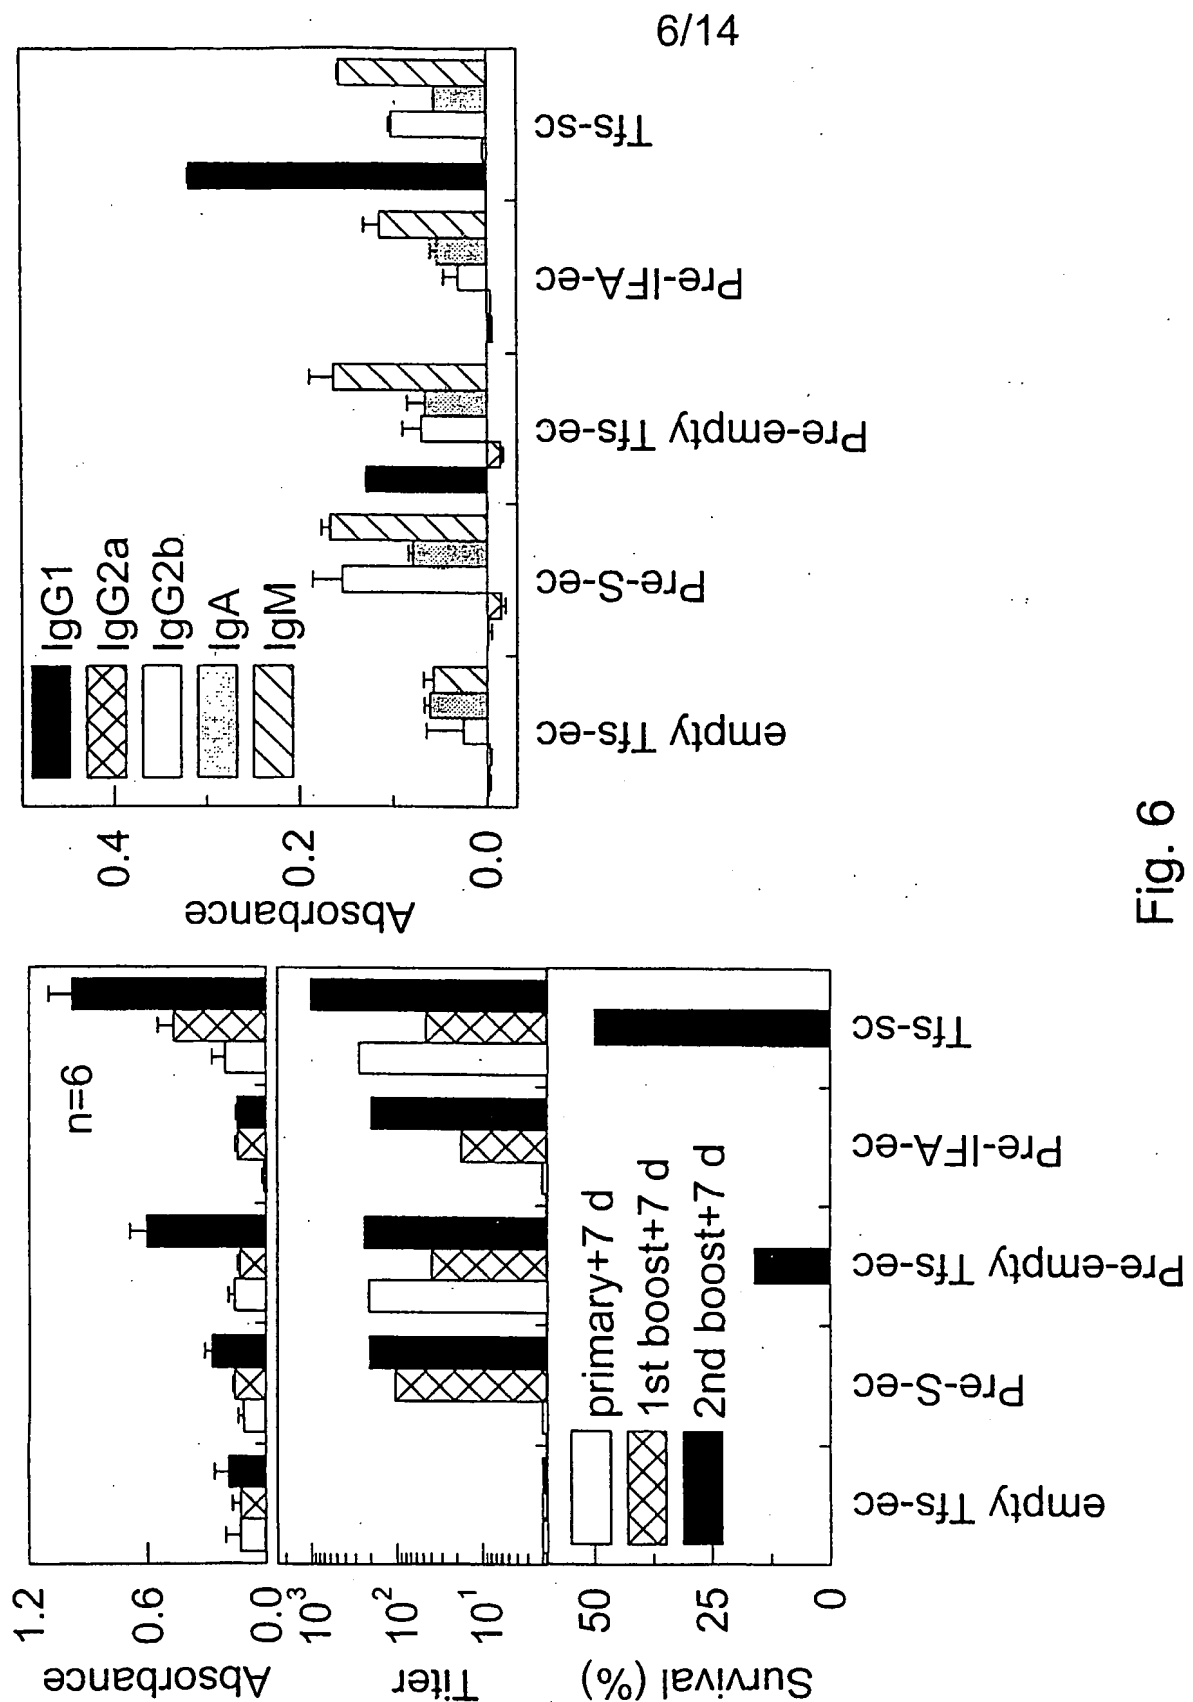 6/14
Absorbance
0.4
0.2
0.0
IgG1
IgG2a
IgG2b
IgA
IgM
empty Tfs-ec
Pre-S-ec
Pre-empty Tfs-ec
Pre-IFA-ec
Tfs-sc
Absorbance
1.2
0.6
0.0
n=6
Titer
10³
10²
10¹
Survival (%)
50
25
0
primary+7 d
1st boost+7 d
2nd boost+7 d
empty Tfs-ec
Pre-S-ec
Pre-empty Tfs-ec
Pre-IFA-ec
Tfs-sc
Fig. 6